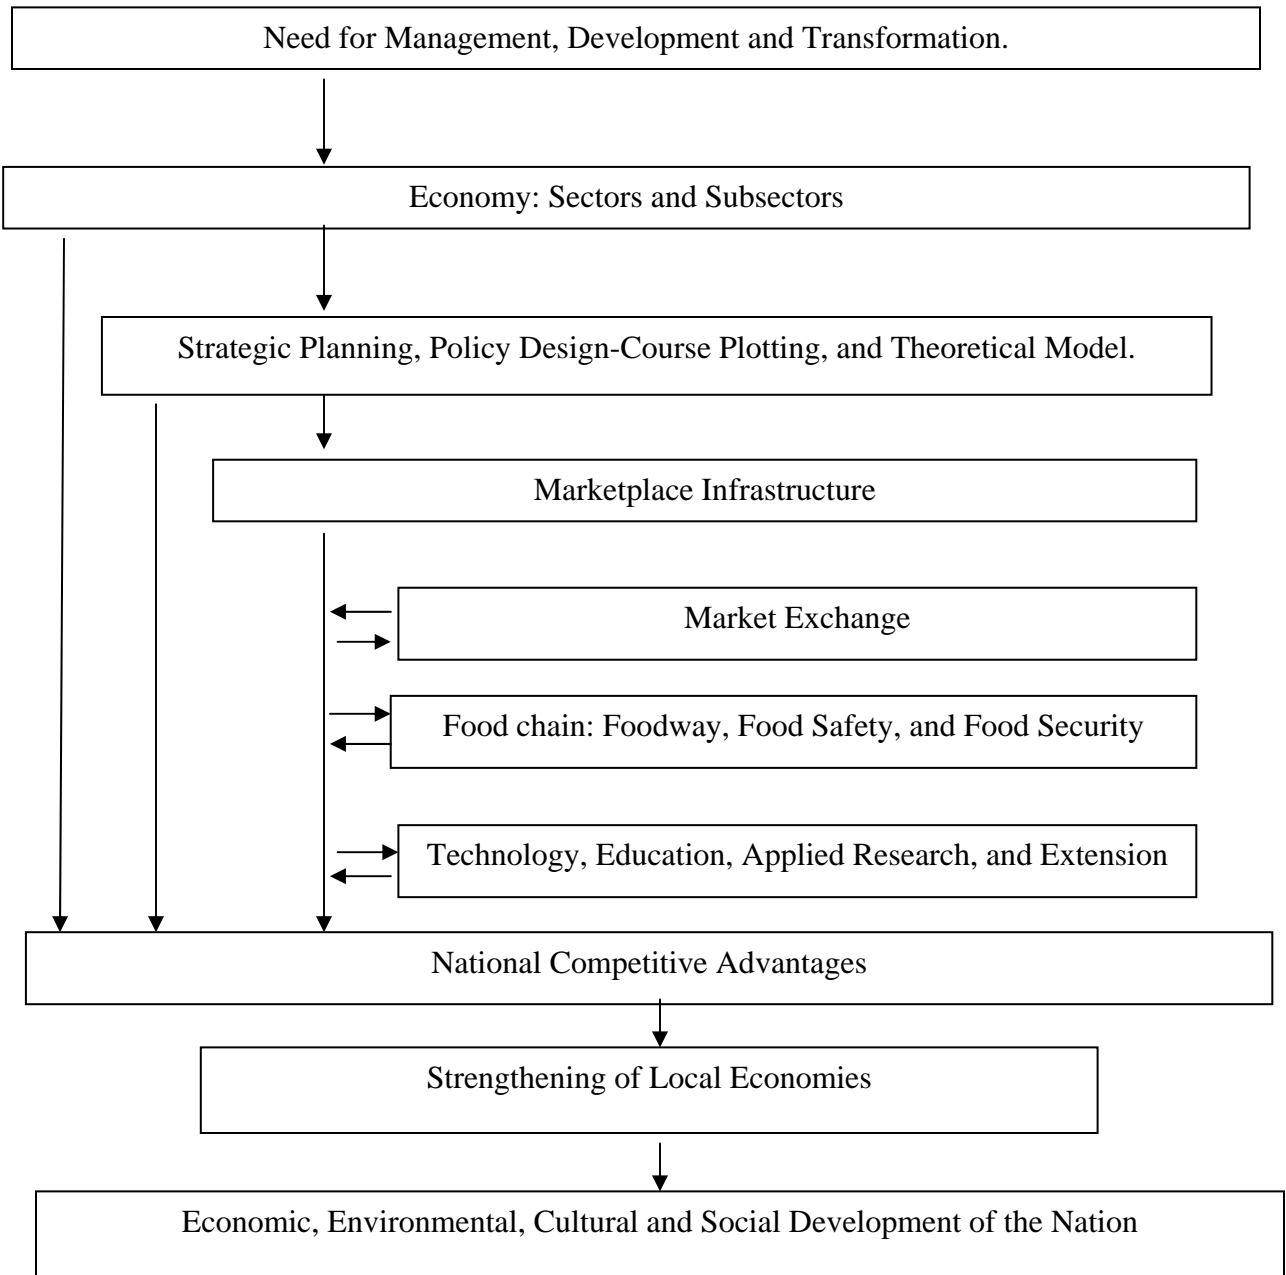 Need for Management, Development and Transformation.
Economy: Sectors and Subsectors
Strategic Planning, Policy Design-Course Plotting, and Theoretical Model.
Marketplace Infrastructure
Market Exchange
Food chain: Foodway, Food Safety, and Food Security
Technology, Education, Applied Research, and Extension
National Competitive Advantages
Strengthening of Local Economies
Economic, Environmental, Cultural and Social Development of the Nation